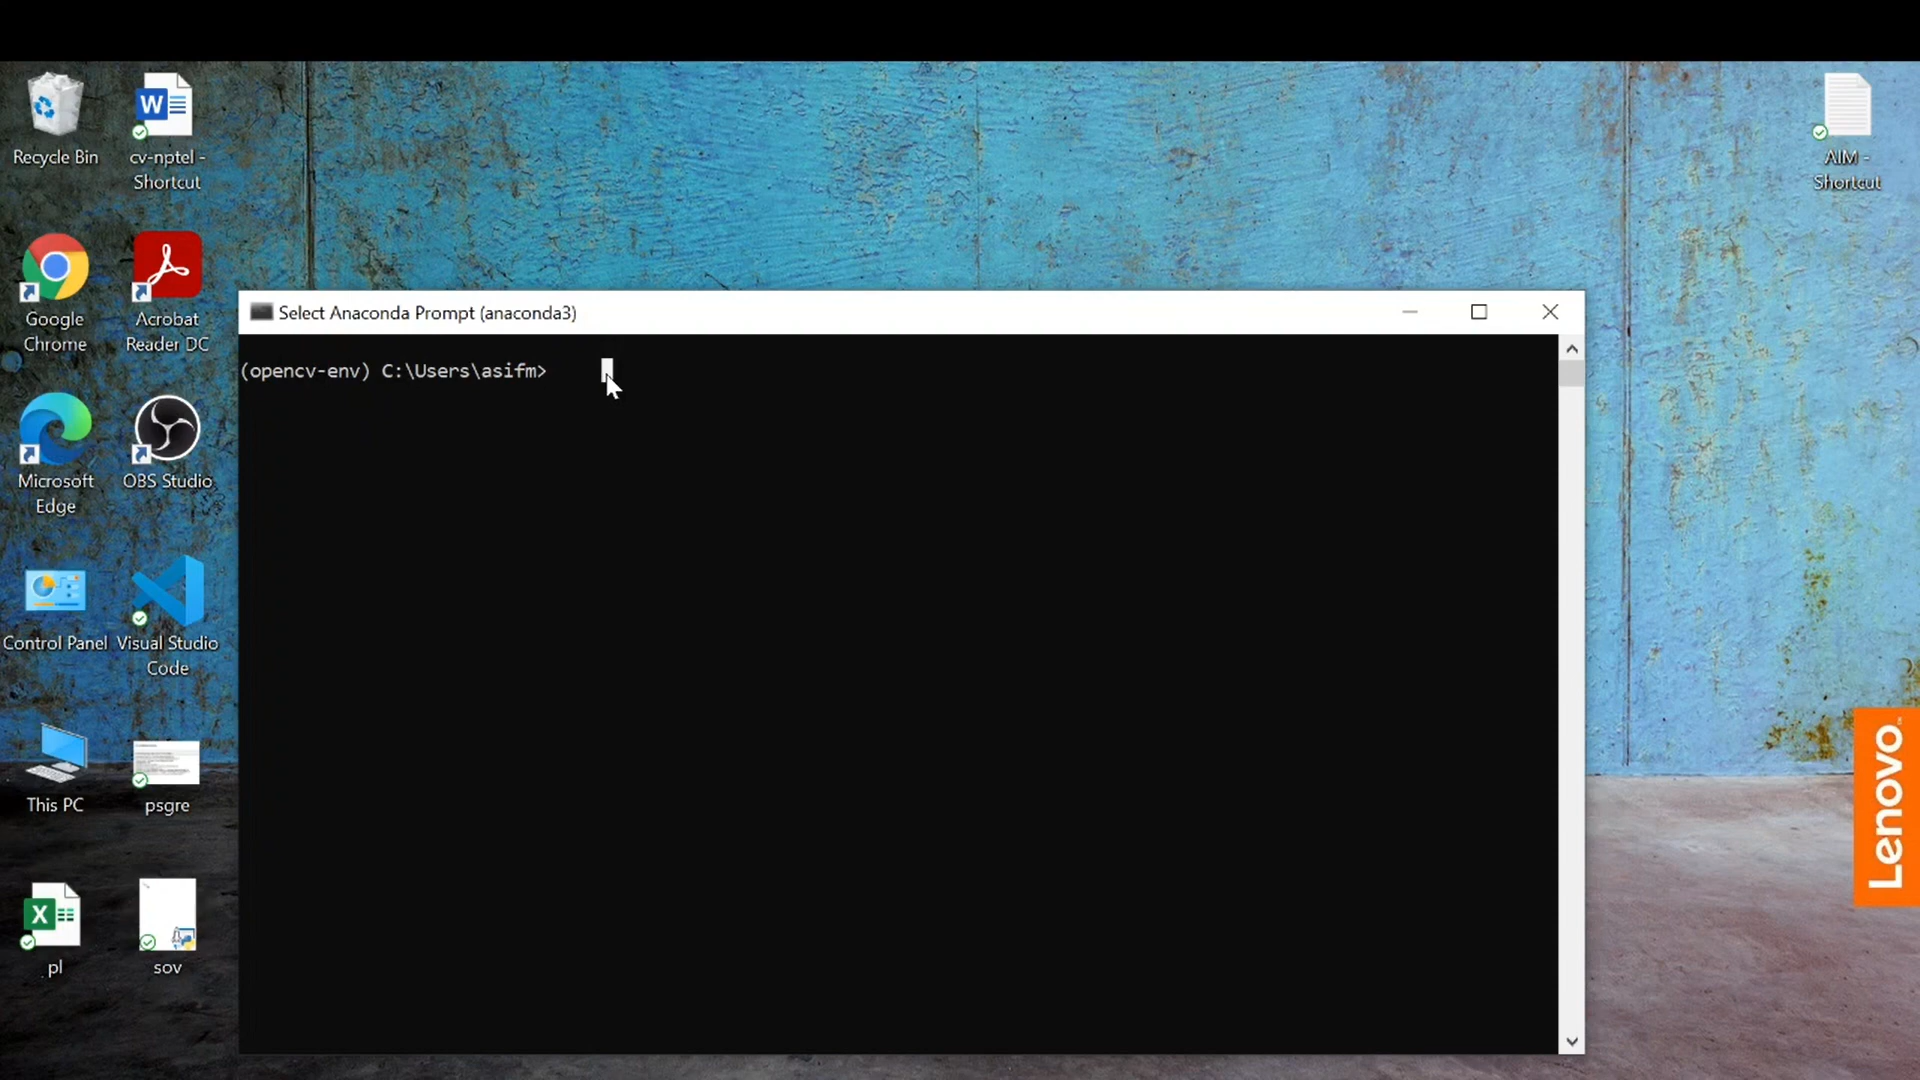 Recycle Bin
cv-nptel -
Shortcut
AIM -
Shortcut
Google
Chrome
Acrobat
Reader DC
Select Anaconda Prompt (anaconda3)
(opencv-env) C:\Users\asifm>
Microsoft
Edge
OBS Studio
Control Panel
Visual Studio
Code
This PC
psgre
Lenovo
pl
sov